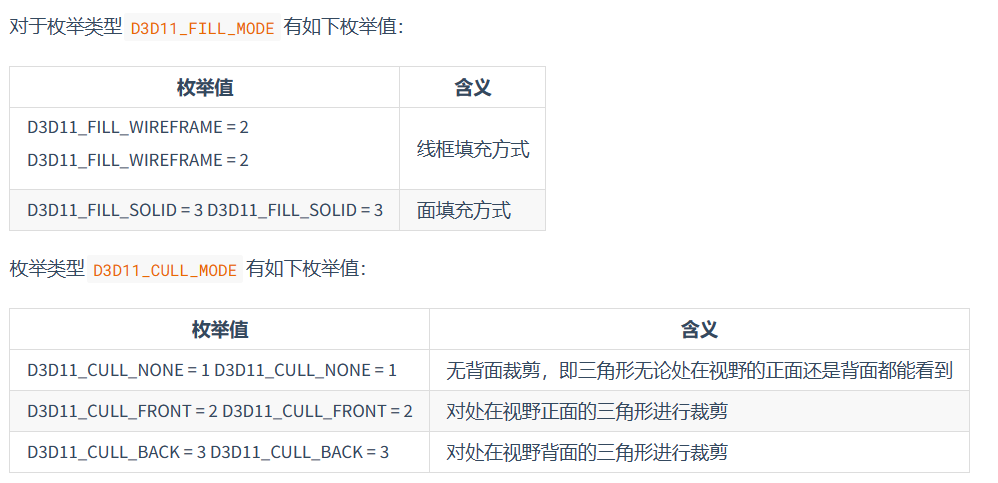 对于枚举类型 D3D11_FILL_MODE 有如下枚举值：
枚举值 含义
D3D11_FILL_WIREFRAME = 2
D3D11_FILL_WIREFRAME = 2
线框填充方式
D3D11_FILL_SOLID = 3 D3D11_FILL_SOLID = 3 面填充方式
枚举类型 D3D11_CULL_MODE 有如下枚举值：
枚举值 含义
D3D11_CULL_NONE = 1 D3D11_CULL_NONE = 1 无背面裁剪，即三角形无论处在视野的正面还是背面都能看到
D3D11_CULL_FRONT = 2 D3D11_CULL_FRONT = 2 对处在视野正面的三角形进行裁剪
D3D11_CULL_BACK = 3 D3D11_CULL_BACK = 3 对处在视野背面的三角形进行裁剪